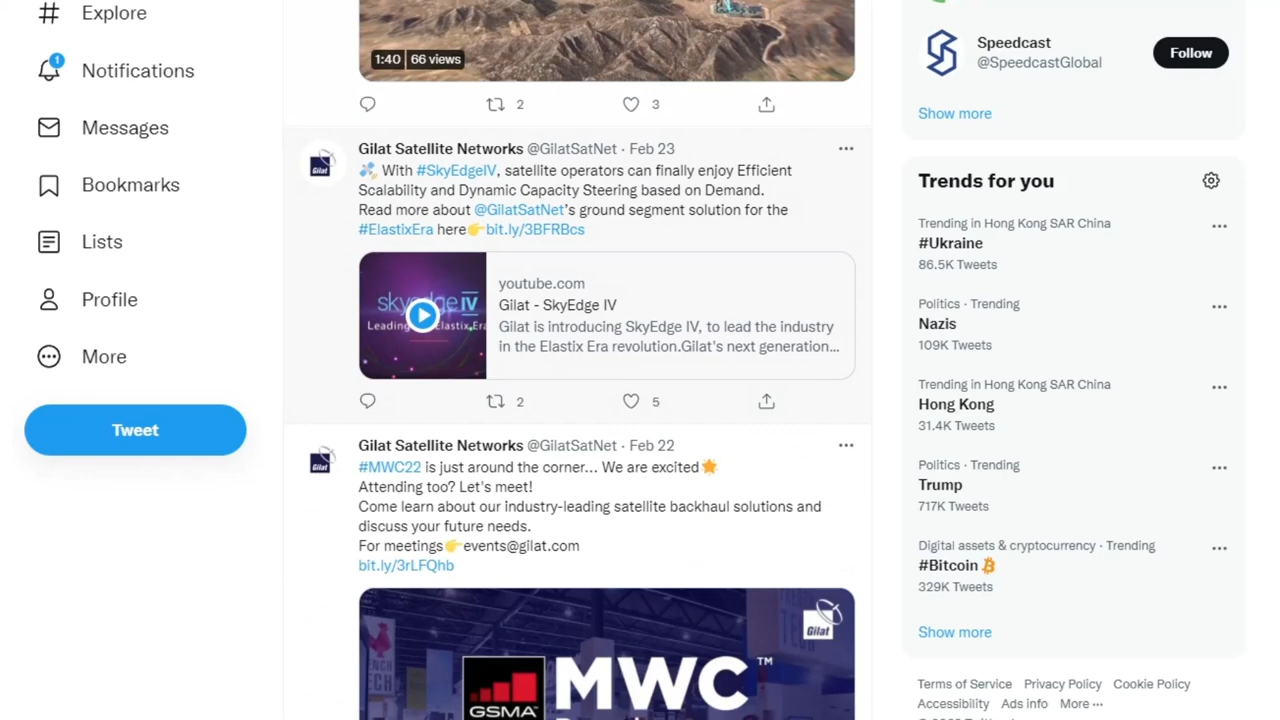 Explore
1
Notifications
Messages
Bookmarks
Lists
Profile
More
Tweet
1:40 66 views
2 3
Gilat Satellite Networks @GilatSatNet · Feb 23
Gilat
With #SkyEdgeIV, satellite operators can finally enjoy Efficient
Scalability and Dynamic Capacity Steering based on Demand.
Read more about @GilatSatNet's ground segment solution for the
#ElastixEra here👉bit.ly/3BFRBcs
skyedgeIV
youtube.com
Gilat - SkyEdge IV
Gilat is introducing SkyEdge IV, to lead the industry
in the Elastix Era revolution.Gilat's next generation...
2 5
Gilat Satellite Networks @GilatSatNet · Feb 22
Gilat
#MWC22 is just around the corner... We are excited🌟
Attending too? Let's meet!
Come learn about our industry-leading satellite backhaul solutions and
discuss your future needs.
For meetings👉events@gilat.com
bit.ly/3rLFQhb
Gilat
GSMA
MWC™
Speedcast
@SpeedcastGlobal
Follow
Show more
Trends for you
Trending in Hong Kong SAR China
#Ukraine
86.5K Tweets
Politics · Trending
Nazis
109K Tweets
Trending in Hong Kong SAR China
Hong Kong
31.4K Tweets
Politics · Trending
Trump
717K Tweets
Digital assets & cryptocurrency · Trending
#Bitcoin
329K Tweets
Show more
Terms of Service Privacy Policy Cookie Policy
Accessibility Ads info More ···